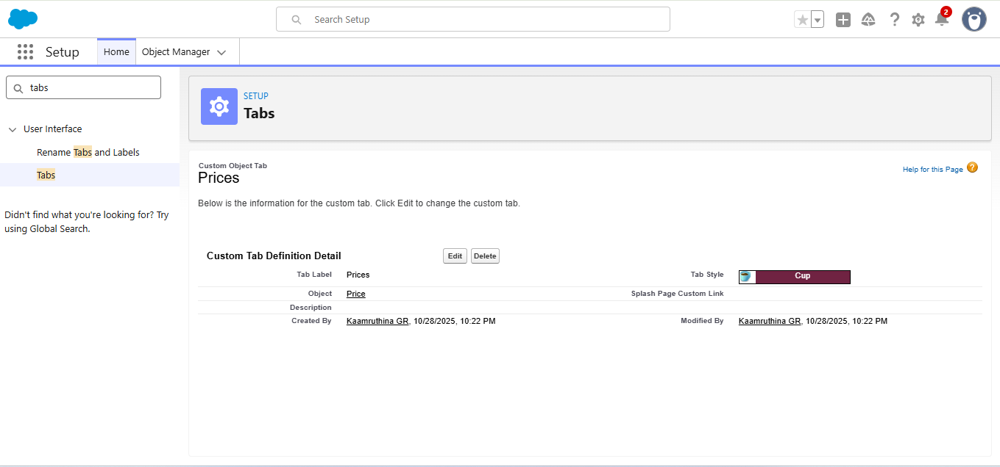 Search Setup
2
Setup
Home
Object Manager
tabs
User Interface
Rename Tabs and Labels
Tabs
Didn't find what you're looking for? Try
using Global Search.
SETUP
Tabs
Custom Object Tab
Prices
Help for this Page
Below is the information for the custom tab. Click Edit to change the custom tab.
Custom Tab Definition Detail
Edit
Delete
Tab Label Prices
Tab Style Cup
Object Price
Splash Page Custom Link
Description
Created By Kaamruthina GR, 10/28/2025, 10:22 PM
Modified By Kaamruthina GR, 10/28/2025, 10:22 PM